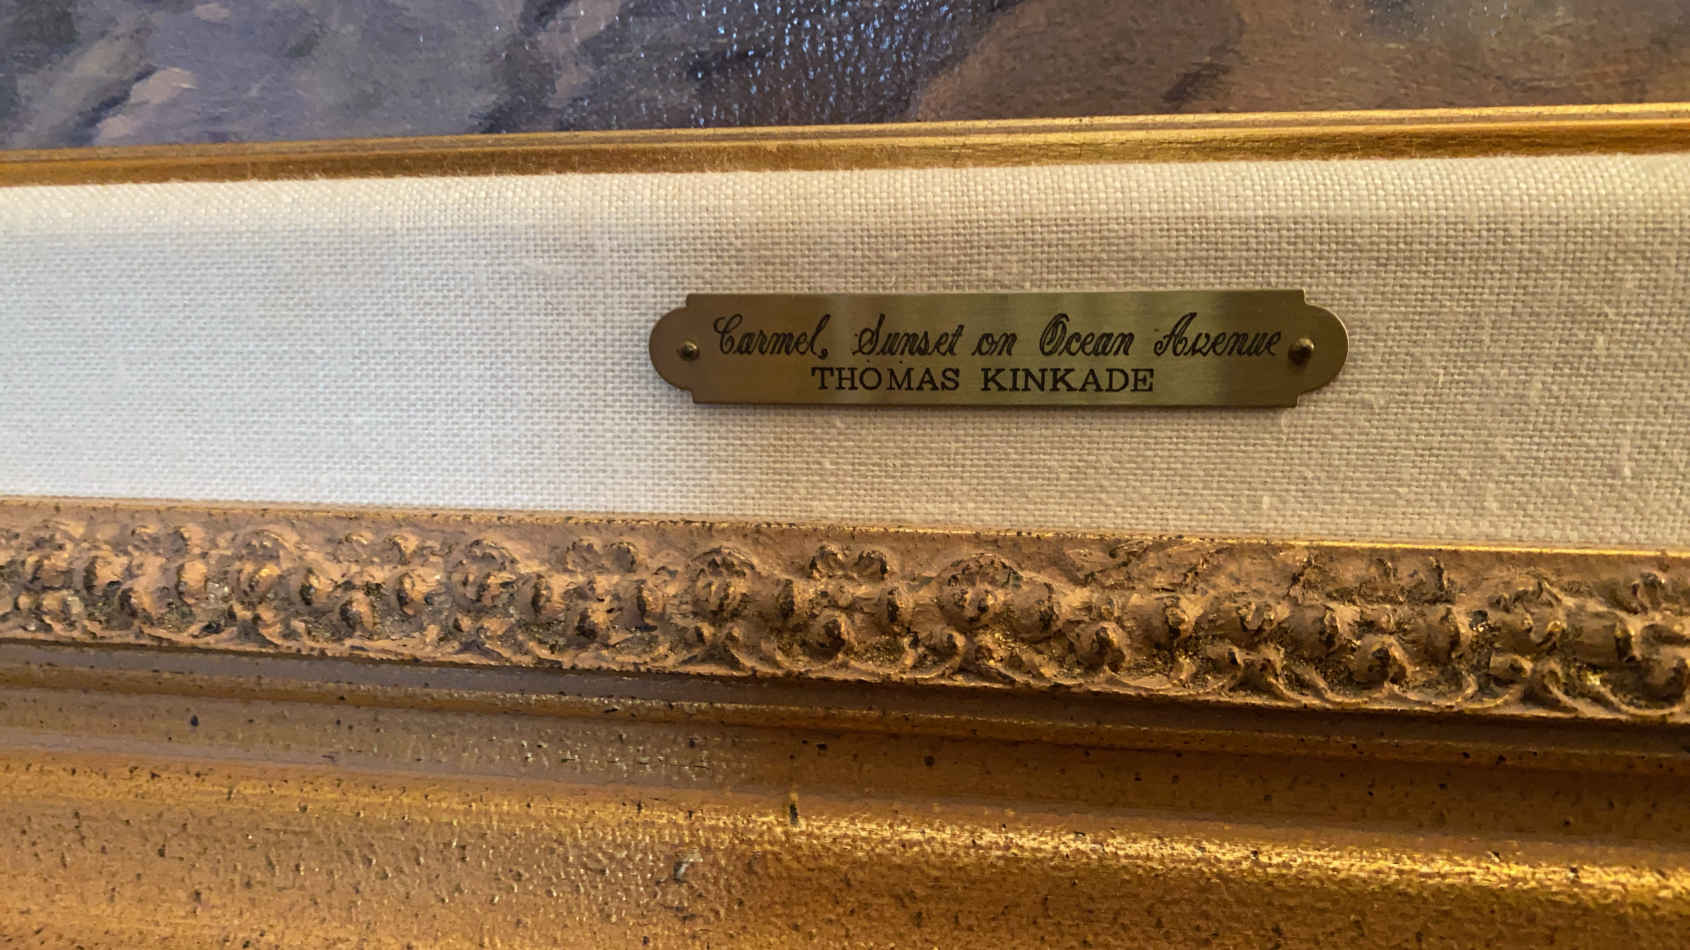 Carmel, Sunset on Ocean Avenue
THOMAS KINKADE